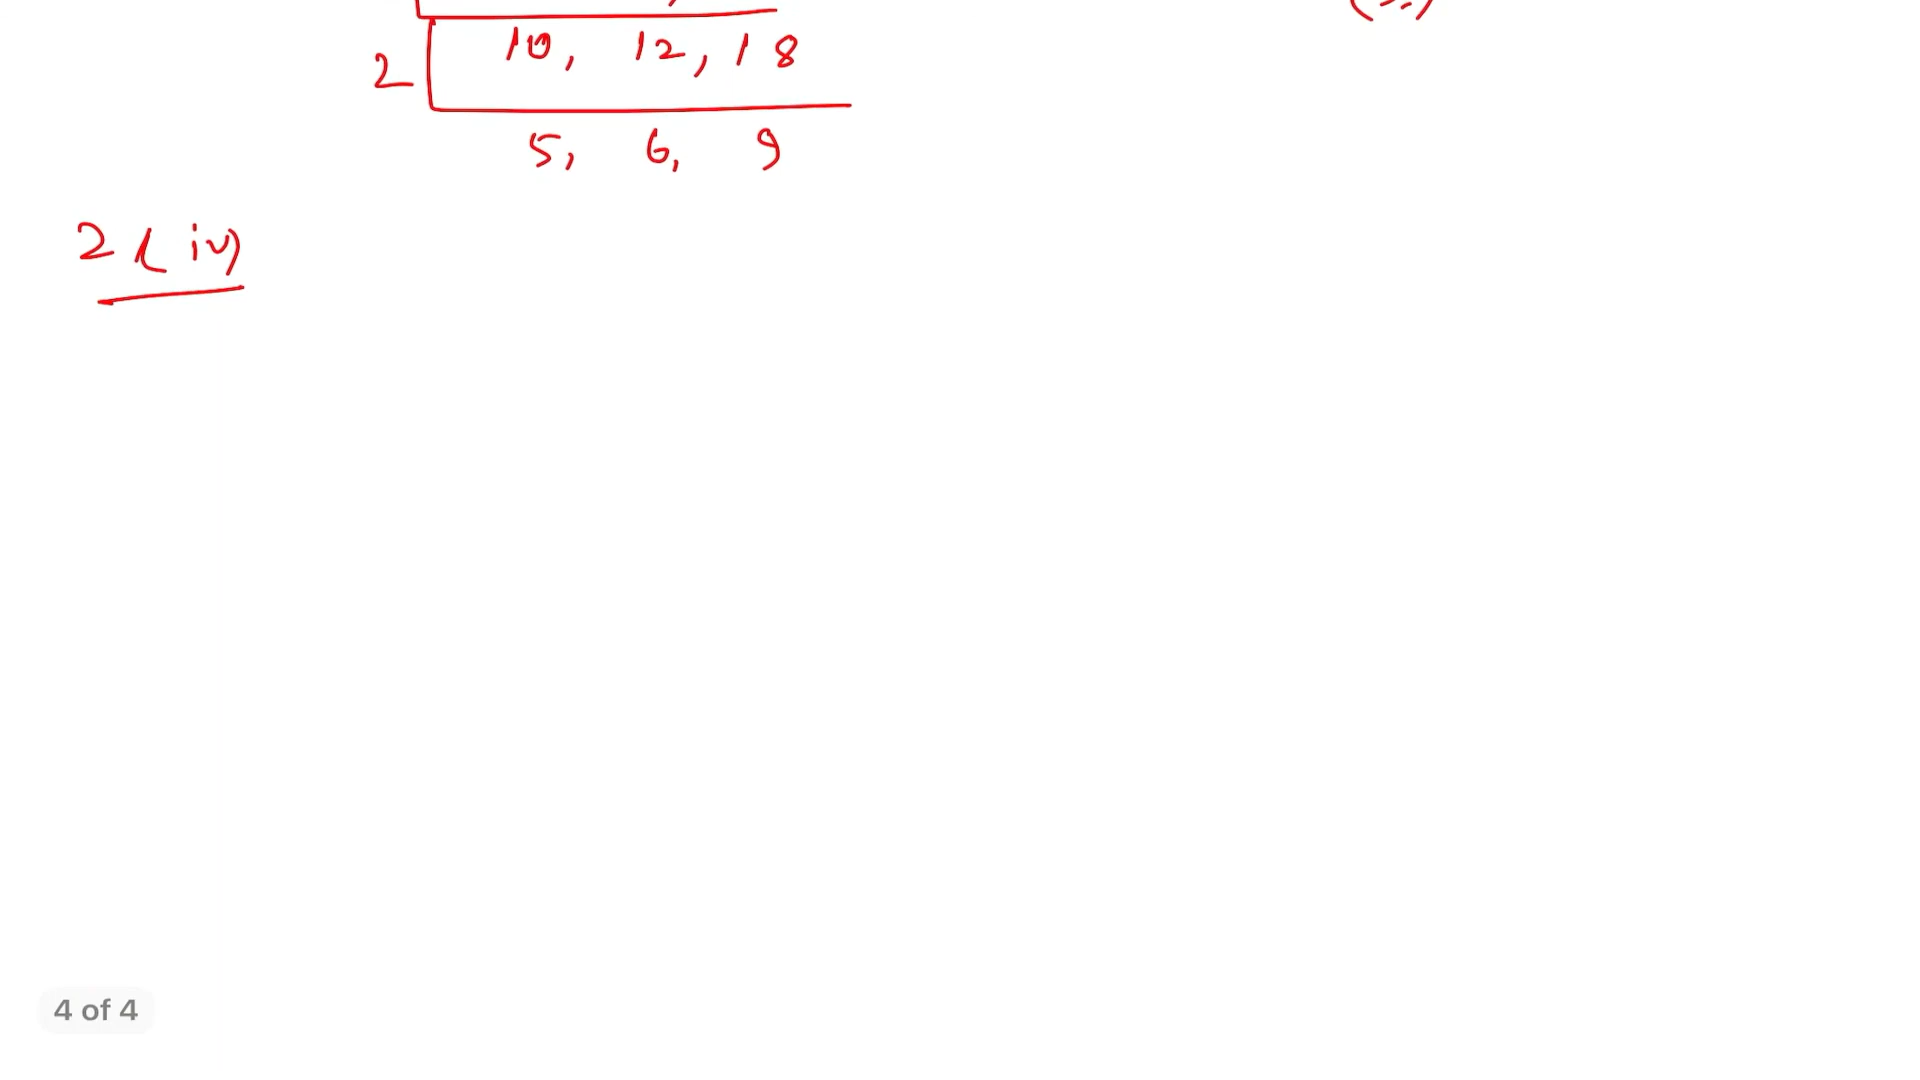 2 10, 12, 18
5, 6, 9
2 (iv)
4 of 4